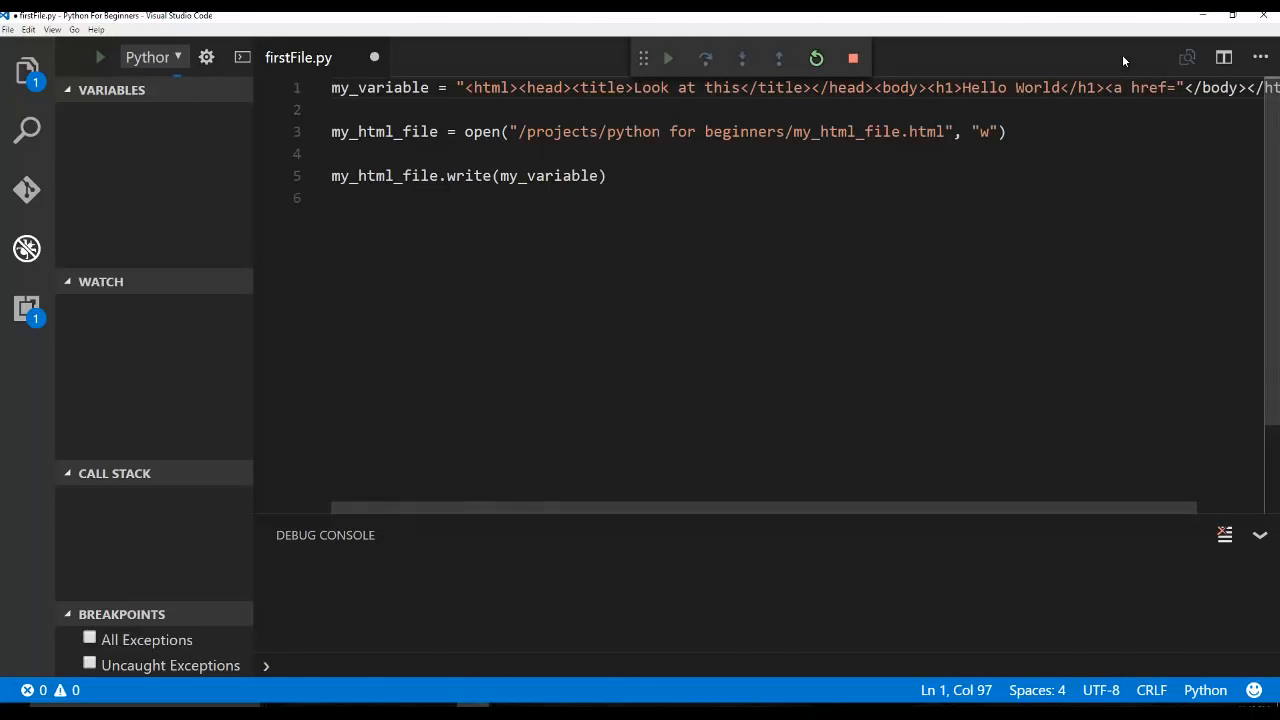 firstFile.py - Python For Beginners - Visual Studio Code
File Edit View Go Help
Python
firstFile.py
VARIABLES
1 my_variable = "<html><head><title>Look at this</title></head><body><h1>Hello World</h1><a href="</body></ht
2
3 my_html_file = open("/projects/python for beginners/my_html_file.html", "w")
4
5 my_html_file.write(my_variable)
6
1
1
WATCH
CALL STACK
DEBUG CONSOLE
BREAKPOINTS
All Exceptions
Uncaught Exceptions
0 0
Ln 1, Col 97 Spaces: 4 UTF-8 CRLF Python